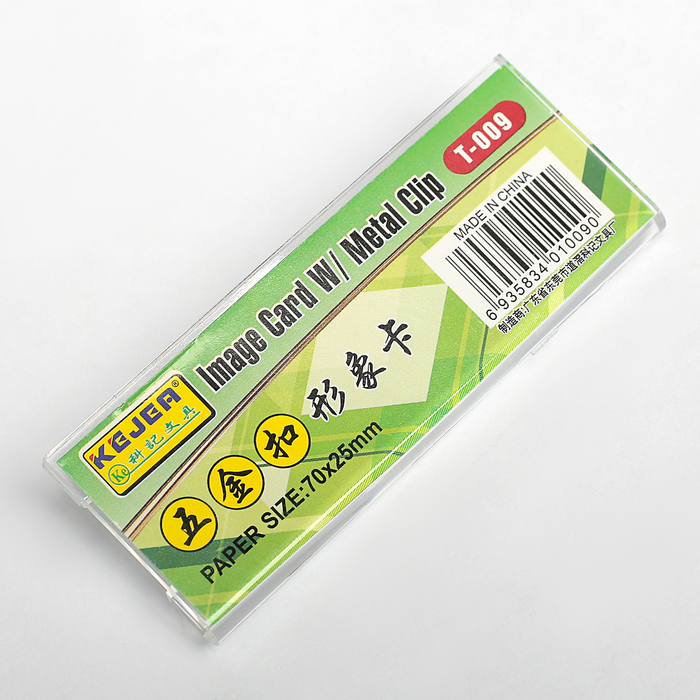 T-009
Image Card W/ Metal Clip
KEJEA®
Ke 科記文具
五金扣形象卡
PAPER SIZE:70x25mm
MADE IN CHINA
6 935834 010090
制造商:广东省东莞市道滘科记文具厂